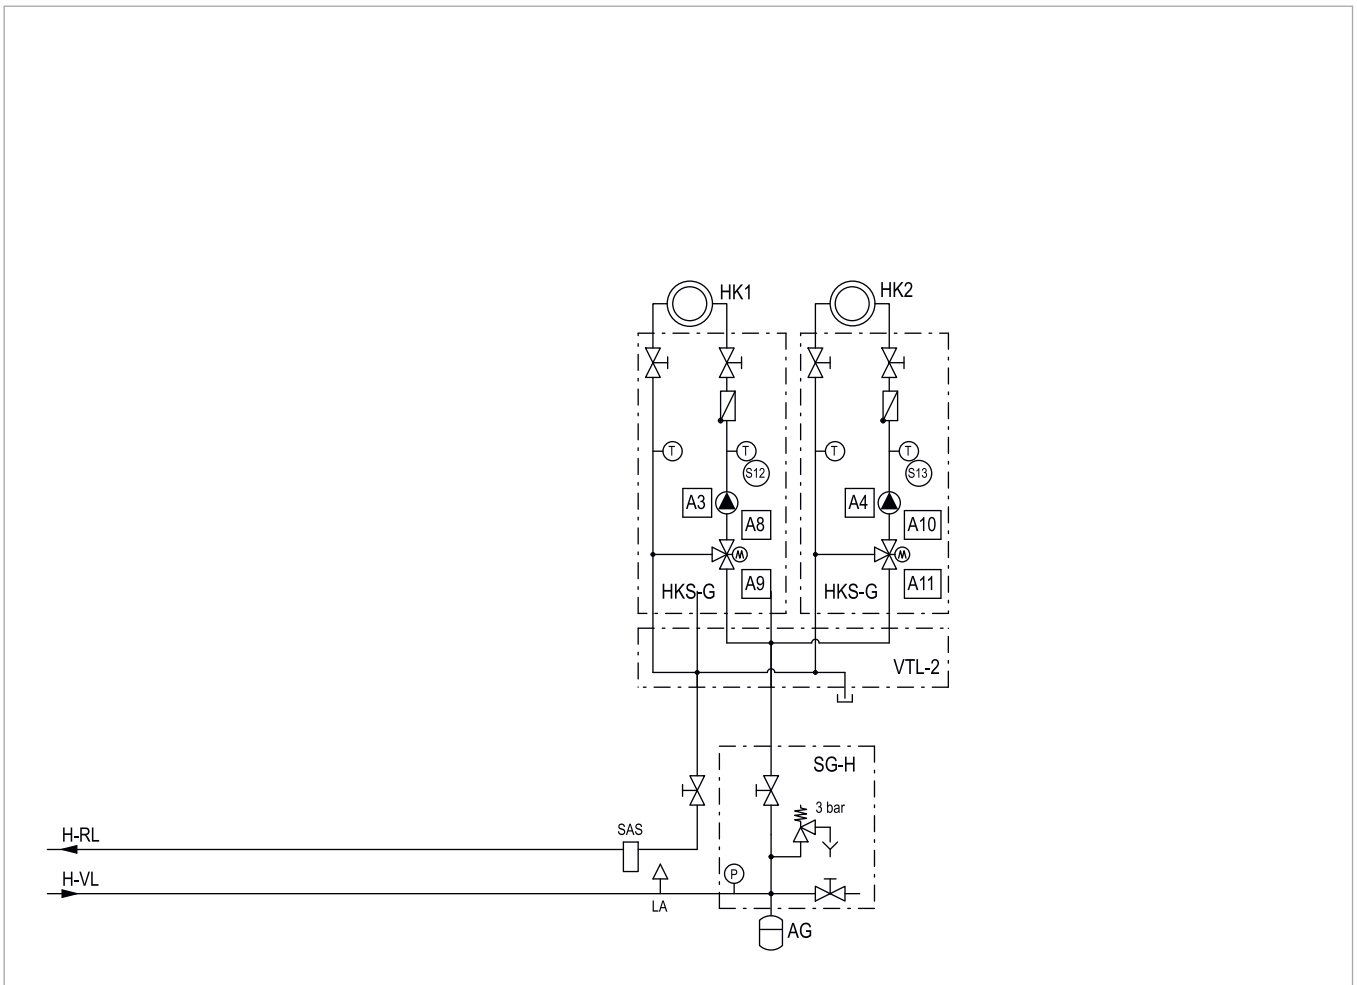 HK1
HK2
T
T
S12
T
T
S13
A3
A8
A4
A10
M
M
HKS-G
A9
HKS-G
A11
VTL-2
SG-H
3 bar
H-RL
SAS
H-VL
LA
P
AG